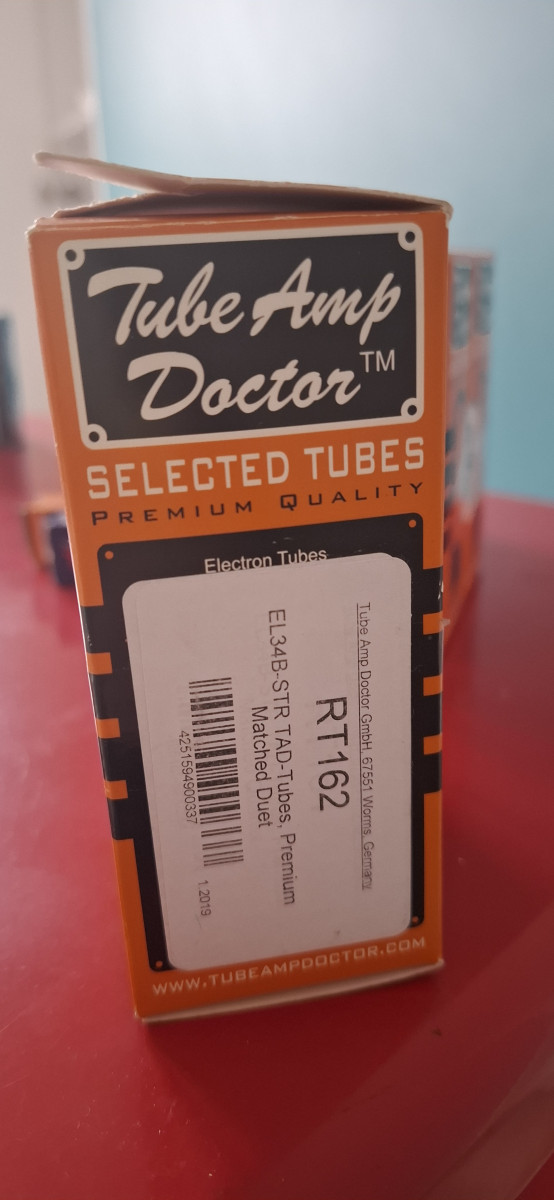 Tube Amp
Doctor™
SELECTED TUBES
PREMIUM QUALITY
Electron Tubes
Tube Amp Doctor GmbH, 67551 Worms, Germany
RT162
EL34B-STR TAD-Tubes, Premium
Matched Duet
4251594900337
1.2019
WWW.TUBEAMPDOCTOR.COM